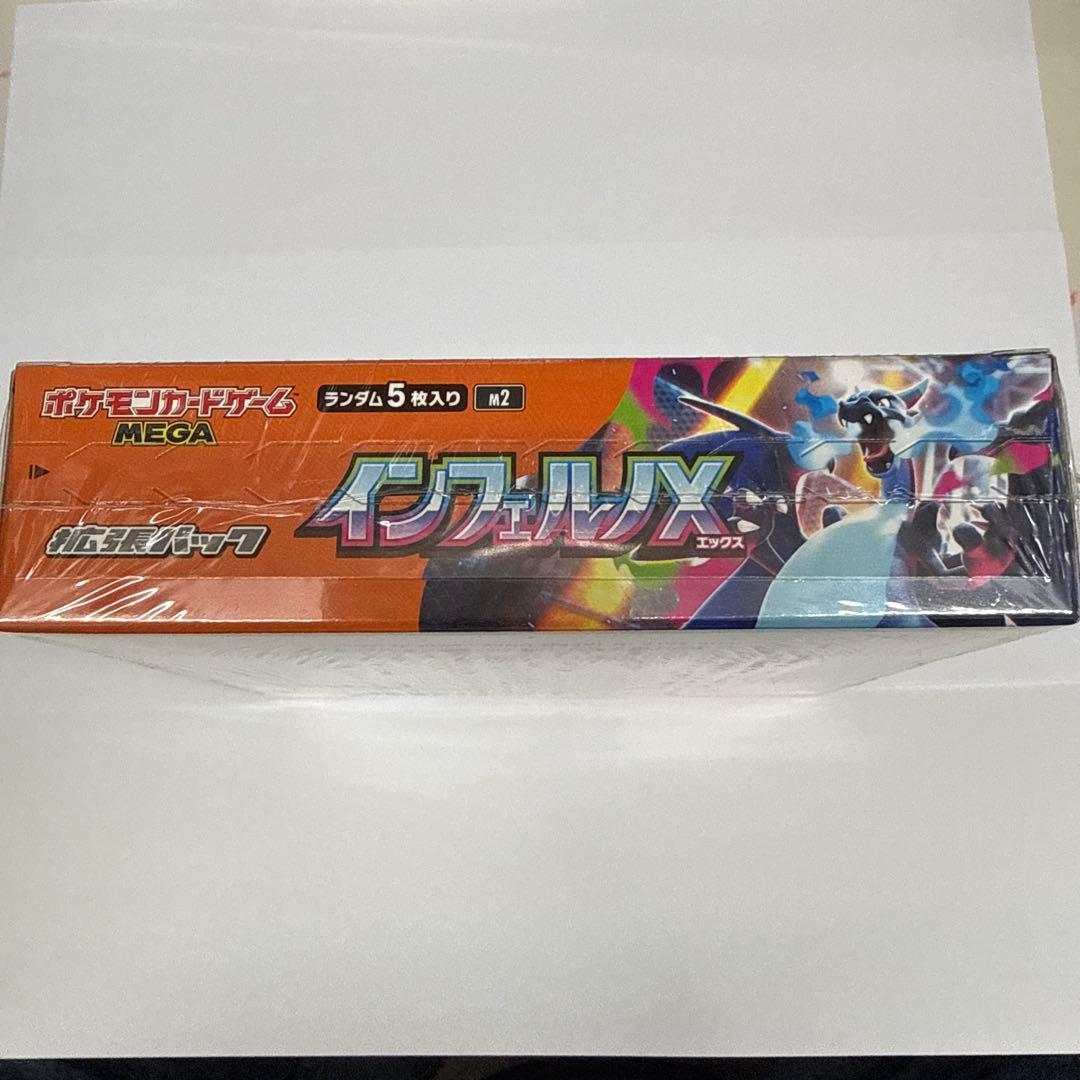 ポケモンカードゲーム
MEGA
ランダム5枚入り
M2
インフェルノX
エックス
拡張パック